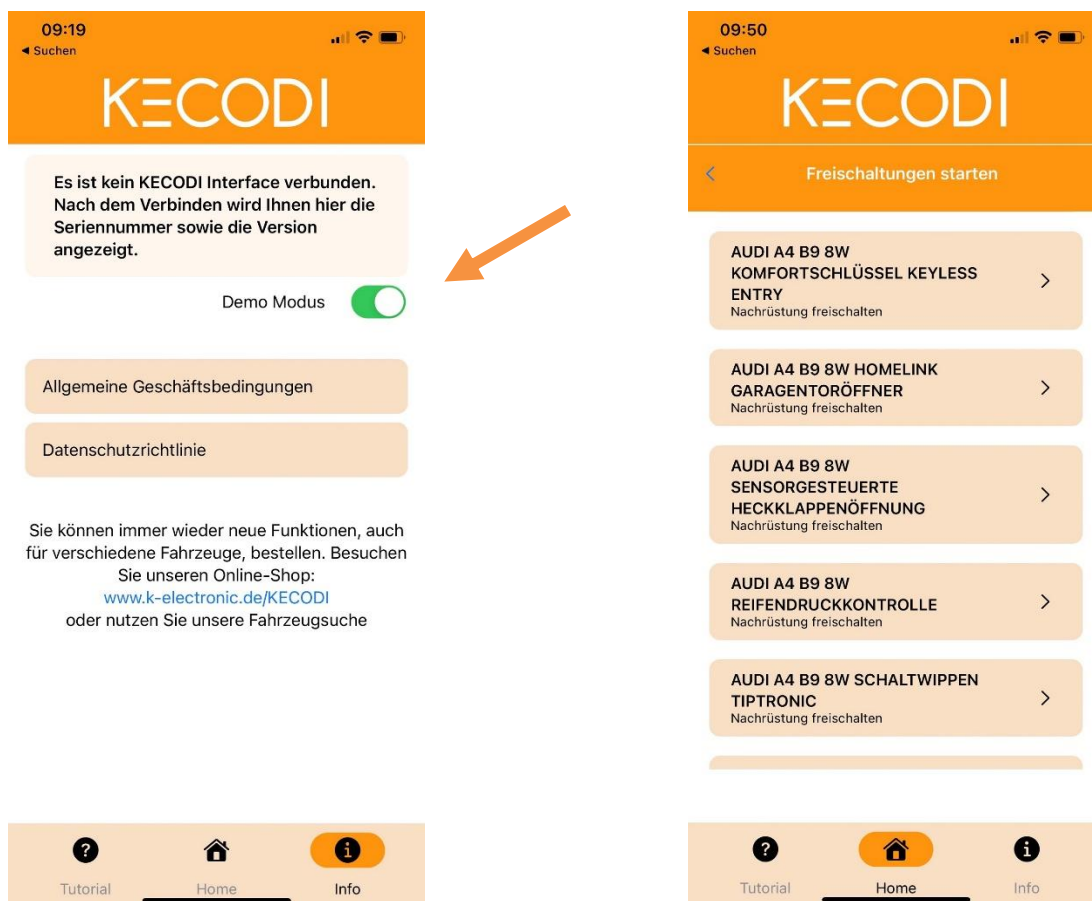 09:19
Suchen
KECODI
Es ist kein KECODI Interface verbunden.
Nach dem Verbinden wird Ihnen hier die
Seriennummer sowie die Version
angezeigt.
Demo Modus
Allgemeine Geschäftsbedingungen
Datenschutzrichtlinie
Sie können immer wieder neue Funktionen, auch
für verschiedene Fahrzeuge, bestellen. Besuchen
Sie unseren Online-Shop:
www.k-electronic.de/KECODI
oder nutzen Sie unsere Fahrzeugsuche
Tutorial
Home
Info
09:50
Suchen
KECODI
Freischaltungen starten
AUDI A4 B9 8W
KOMFORTSCHLÜSSEL KEYLESS
ENTRY
Nachrüstung freischalten
AUDI A4 B9 8W HOMELINK
GARAGENTORÖFFNER
Nachrüstung freischalten
AUDI A4 B9 8W
SENSORGESTEUERTE
HECKKLAPPENÖFFNUNG
Nachrüstung freischalten
AUDI A4 B9 8W
REIFENDRUCKKONTROLLE
Nachrüstung freischalten
AUDI A4 B9 8W SCHALTWIPPEN
TIPTRONIC
Nachrüstung freischalten
Tutorial
Home
Info